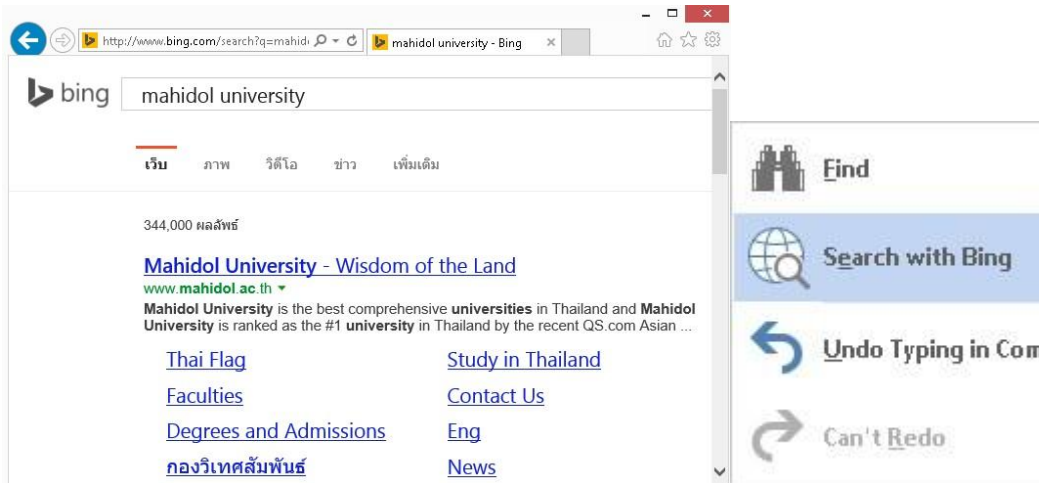 http://www.bing.com/search?q=mahid
mahidol university - Bing
bing
mahidol university
เว็บ ภาพ วิดีโอ ข่าว เพิ่มเติม
344,000 ผลลัพธ์
Mahidol University - Wisdom of the Land
www.mahidol.ac.th
Mahidol University is the best comprehensive universities in Thailand and Mahidol
University is ranked as the #1 university in Thailand by the recent QS.com Asian ...
Thai Flag Study in Thailand
Faculties Contact Us
Degrees and Admissions Eng
กองวิเทศสัมพันธ์ News
Find
Search with Bing
Undo Typing in Com
Can't Redo